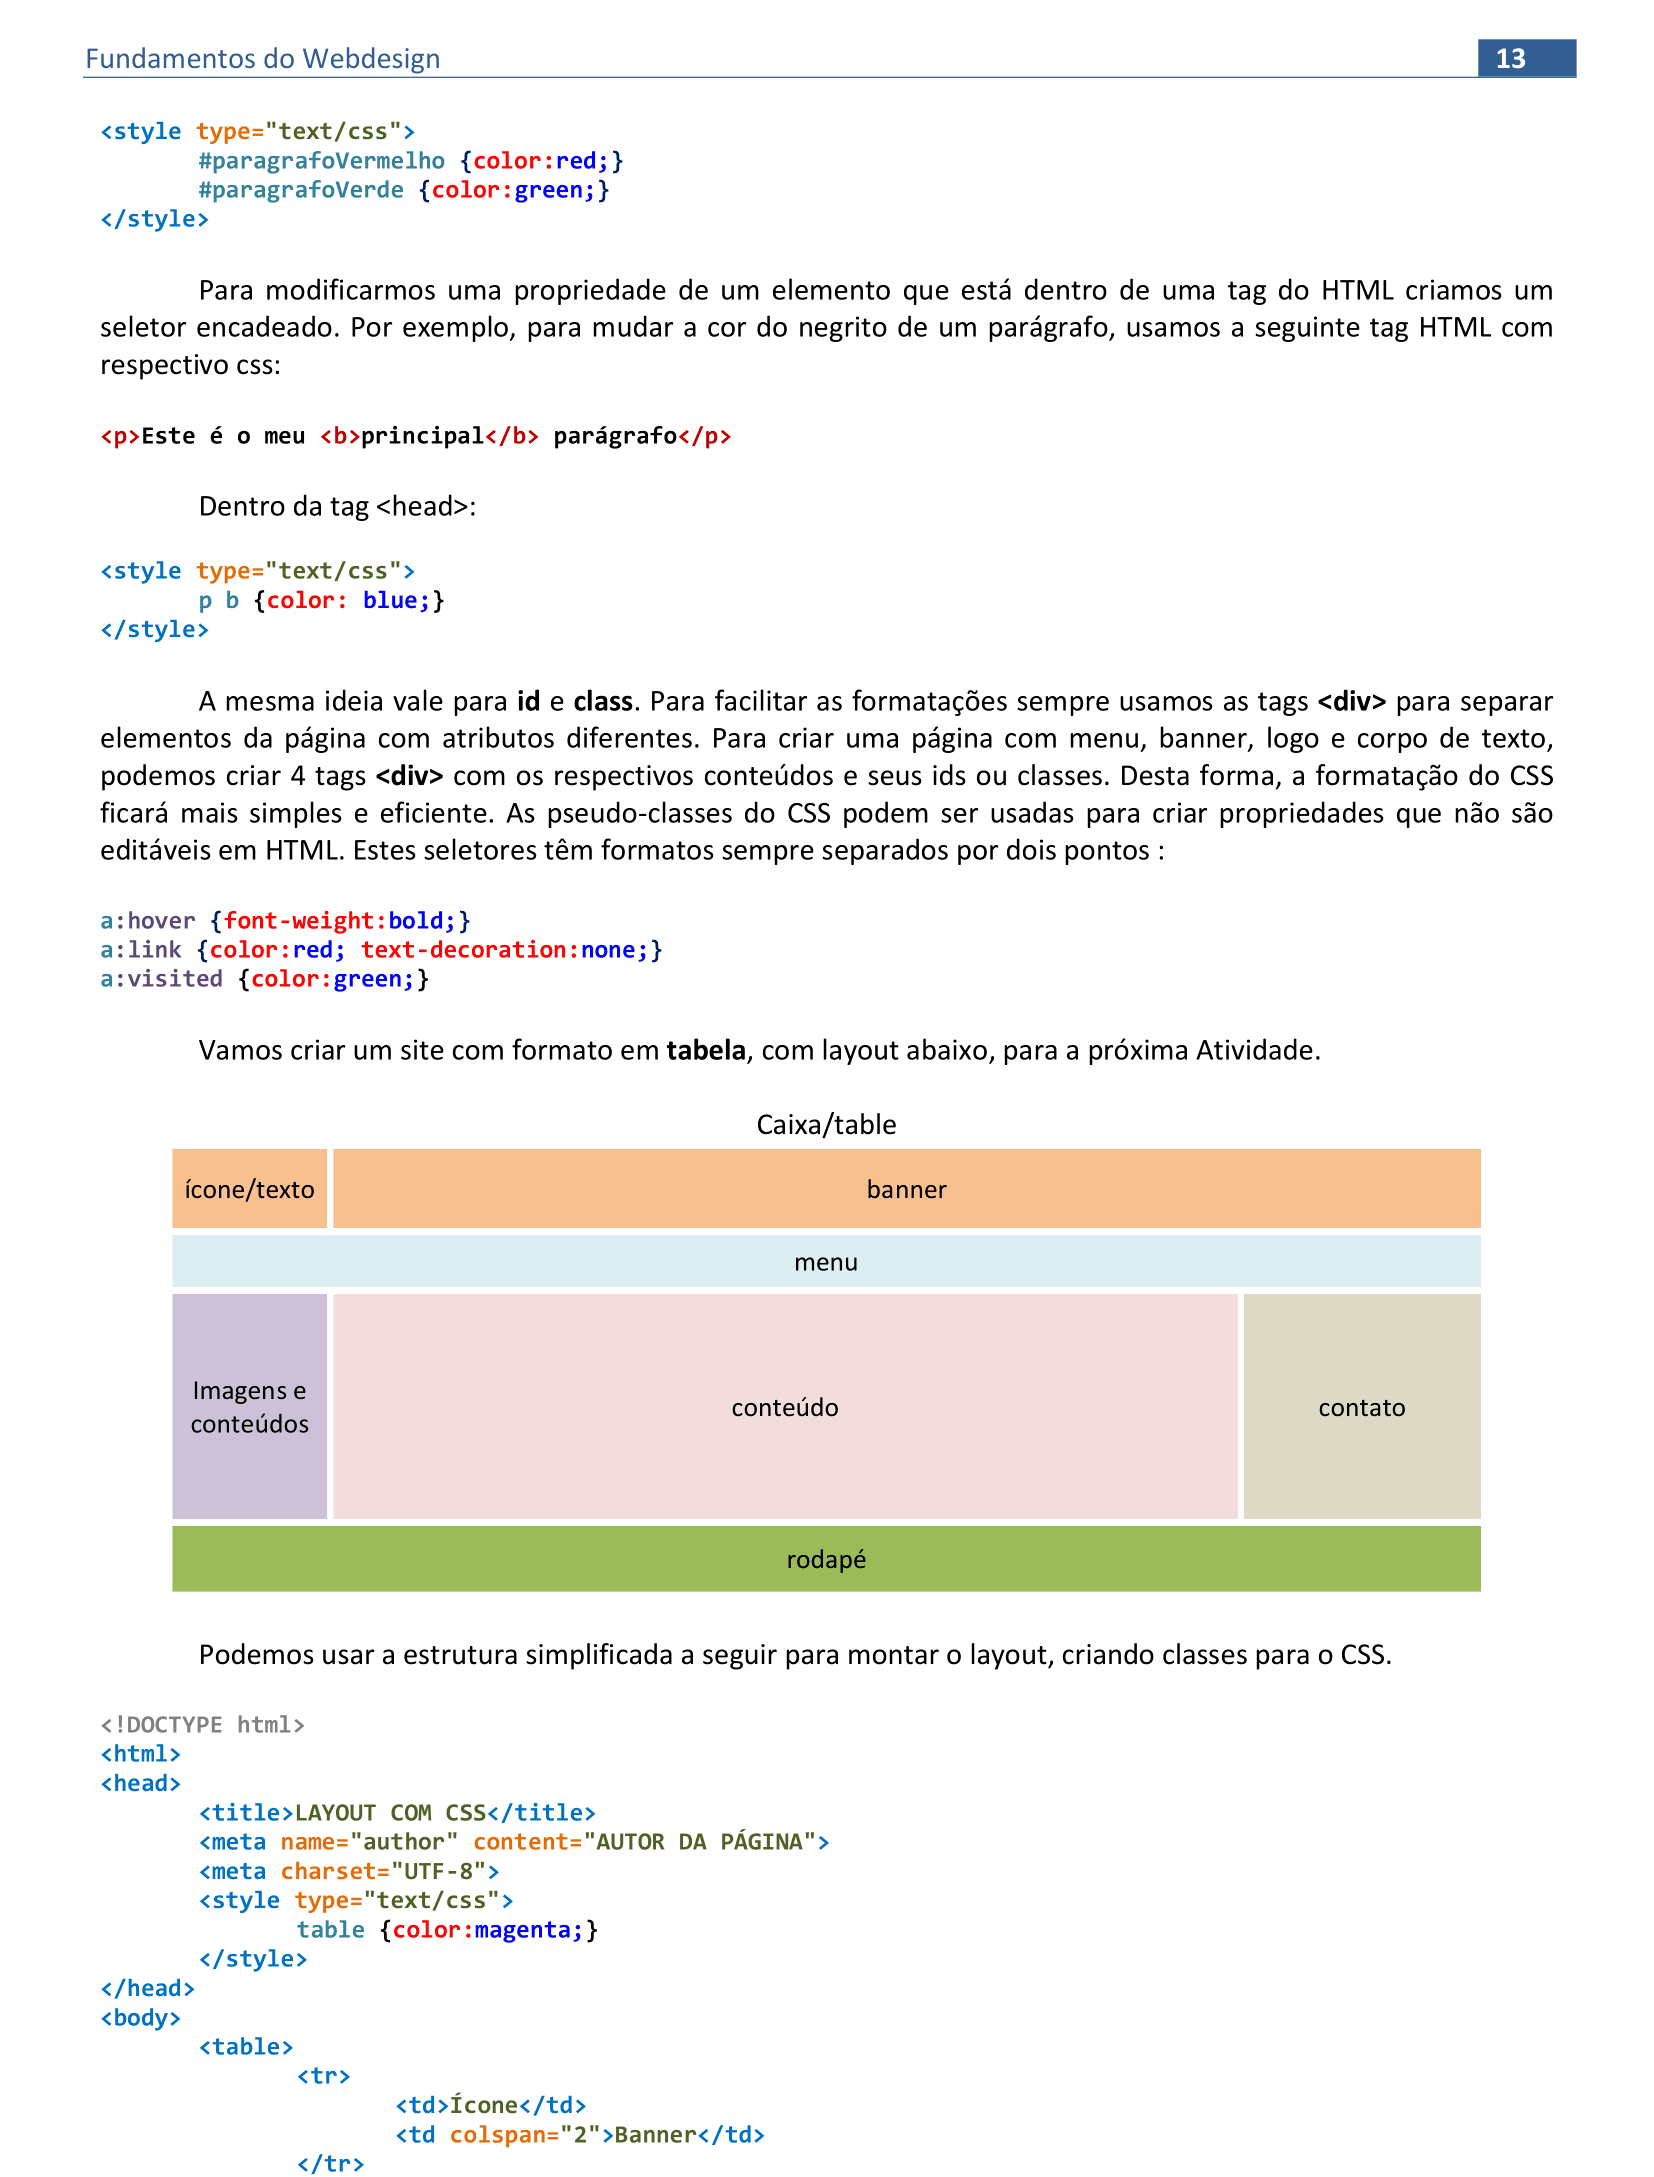 Fundamentos do Webdesign 13
<style type="text/css">
#paragrafoVermelho {color:red;}
#paragrafoVerde {color:green;}
</style>
Para modificarmos uma propriedade de um elemento que está dentro de uma tag do HTML criamos um
seletor encadeado. Por exemplo, para mudar a cor do negrito de um parágrafo, usamos a seguinte tag HTML com
respectivo css:
<p>Este é o meu <b>principal</b> parágrafo</p>
Dentro da tag <head>:
<style type="text/css">
p b {color: blue;}
</style>
A mesma ideia vale para id e class. Para facilitar as formatações sempre usamos as tags <div> para separar
elementos da página com atributos diferentes. Para criar uma página com menu, banner, logo e corpo de texto,
podemos criar 4 tags <div> com os respectivos conteúdos e seus ids ou classes. Desta forma, a formatação do CSS
ficará mais simples e eficiente. As pseudo-classes do CSS podem ser usadas para criar propriedades que não são
editáveis em HTML. Estes seletores têm formatos sempre separados por dois pontos :
a:hover {font-weight:bold;}
a:link {color:red; text-decoration:none;}
a:visited {color:green;}
Vamos criar um site com formato em tabela, com layout abaixo, para a próxima Atividade.
Caixa/table
ícone/texto banner
menu
Imagens e
conteúdos
conteúdo
contato
rodapé
Podemos usar a estrutura simplificada a seguir para montar o layout, criando classes para o CSS.
<!DOCTYPE html>
<html>
<head>
<title>LAYOUT COM CSS</title>
<meta name="author" content="AUTOR DA PÁGINA">
<meta charset="UTF-8">
<style type="text/css">
table {color:magenta;}
</style>
</head>
<body>
<table>
<tr>
<td>Ícone</td>
<td colspan="2">Banner</td>
</tr>